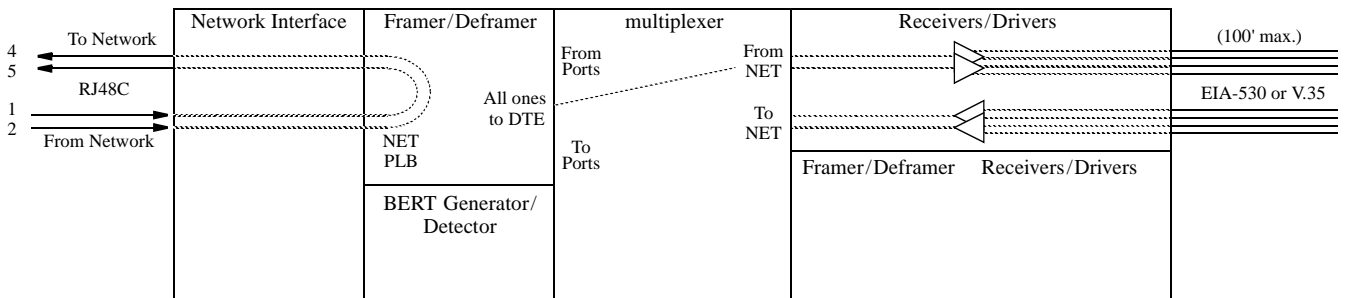 Network Interface
Framer/Deframer
multiplexer
Receivers/Drivers
4
5
To Network
RJ48C
1
2
From Network
NET
PLB
All ones
to DTE
BERT Generator/
Detector
From
Ports
To
Ports
From
NET
To
NET
Framer/Deframer
Receivers/Drivers
(100' max.)
EIA-530 or V.35